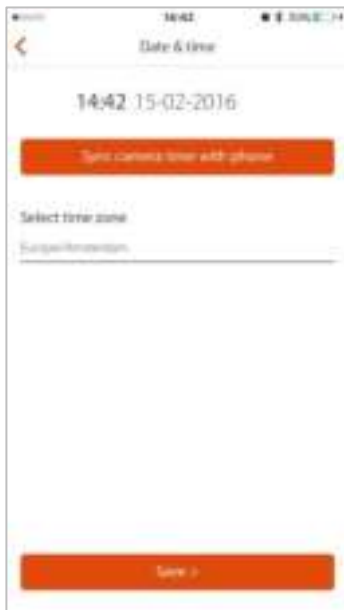 14:42
Date & time
14:42 15-02-2016
Sync camera time with phone
Select time zone
Europe/Amsterdam
Save >